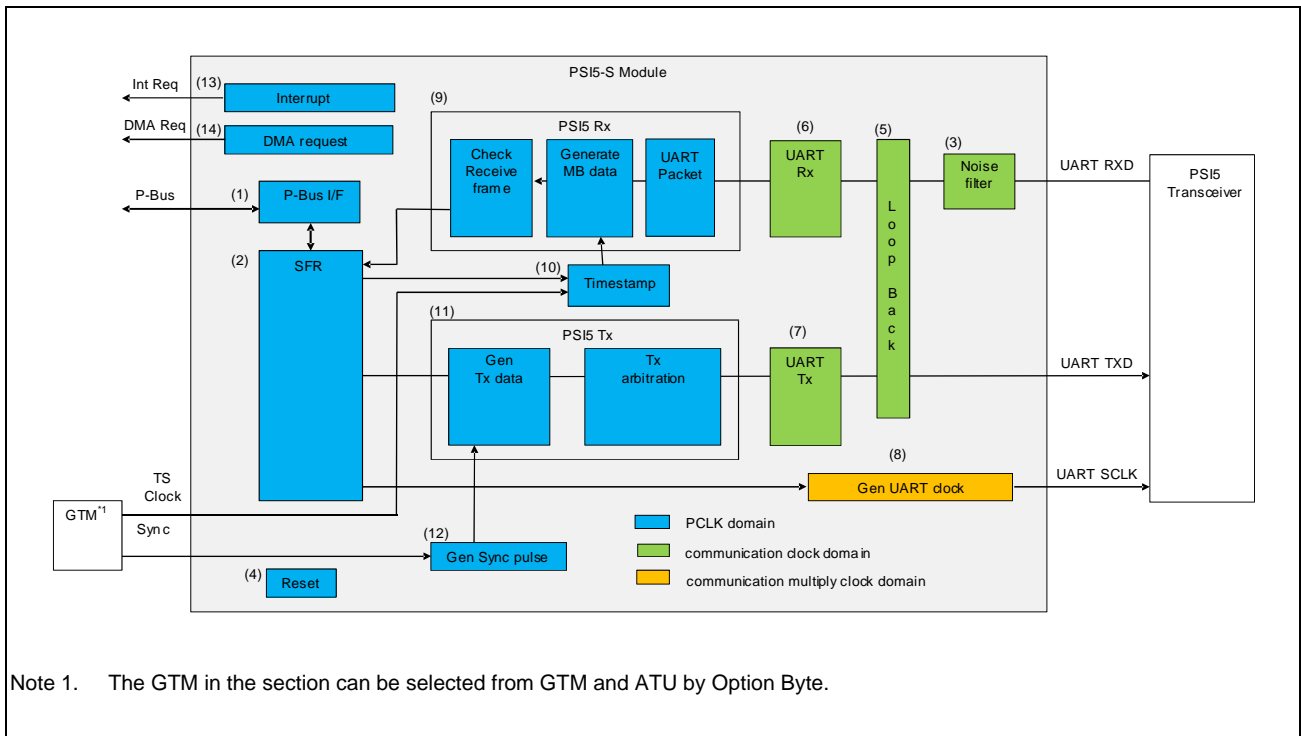 PSI5-S Module
Int Req
(13)
Interrupt
DMA Req
(14)
DMA request
P-Bus
(1)
P-Bus I/F
(2)
SFR
(9)
PSI5 Rx
Check
Receive
frame
Generate
MB data
UART
Packet
(6)
UART
Rx
(5)
Loop Back
(3)
Noise
filter
UART RXD
PSI5
Transceiver
(10)
Timestamp
(11)
PSI5 Tx
Gen
Tx data
Tx
arbitration
(7)
UART
Tx
UART TXD
(8)
Gen UART clock
UART SCLK
TS
Clock
GTM*1
Sync
(12)
Gen Sync pulse
(4)
Reset
PCLK domain
communication clock domain
communication multiply clock domain
Note 1. The GTM in the section can be selected from GTM and ATU by Option Byte.